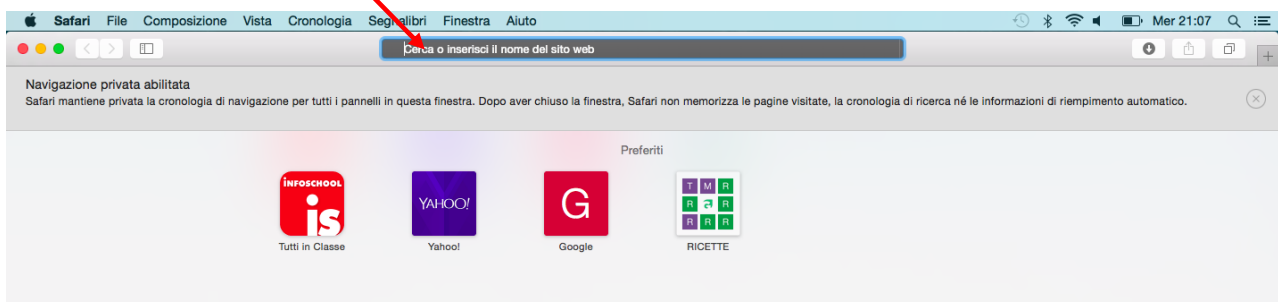 Safari File Composizione Vista Cronologia Segnalibri Finestra Aiuto Mer 21:07
Cerca o inserisci il nome del sito web
Navigazione privata abilitata
Safari mantiene privata la cronologia di navigazione per tutti i pannelli in questa finestra. Dopo aver chiuso la finestra, Safari non memorizza le pagine visitate, la cronologia di ricerca né le informazioni di riempimento automatico.
Preferiti
INFOSCHOOL
is
YAHOO!
G
T M R
R a R
R R R
Tutti in Classe Yahoo! Google RICETTE